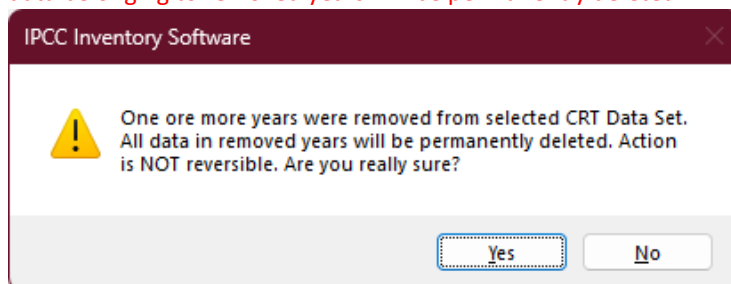 IPCC Inventory Software
One ore more years were removed from selected CRT Data Set.
All data in removed years will be permanently deleted. Action
is NOT reversible. Are you really sure?
Yes No